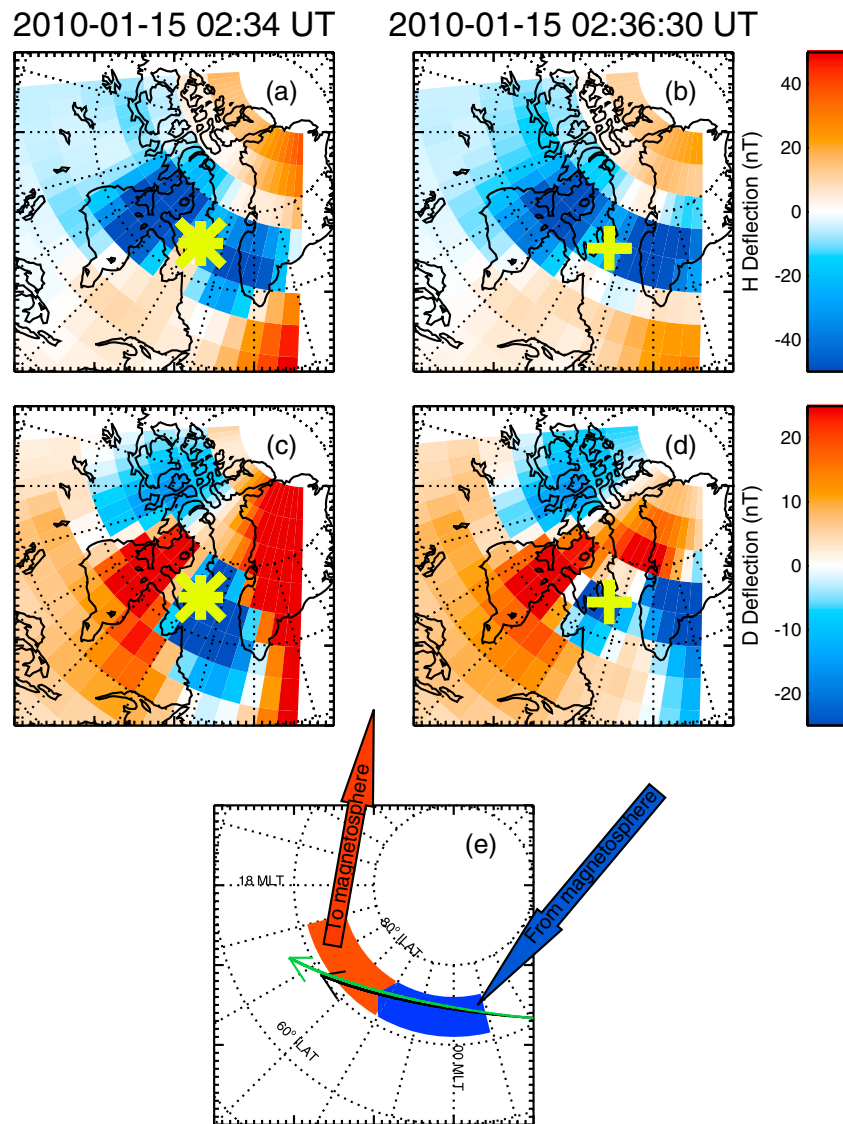 2010-01-15 02:34 UT
2010-01-15 02:36:30 UT
(a)
(b)
40
20
0
-20
-40
H Deflection (nT)
(c)
(d)
20
10
0
-10
-20
D Deflection (nT)
(e)
To magnetosphere
From magnetosphere
18 MLT
80° ILAT
60° ILAT
00 MLT